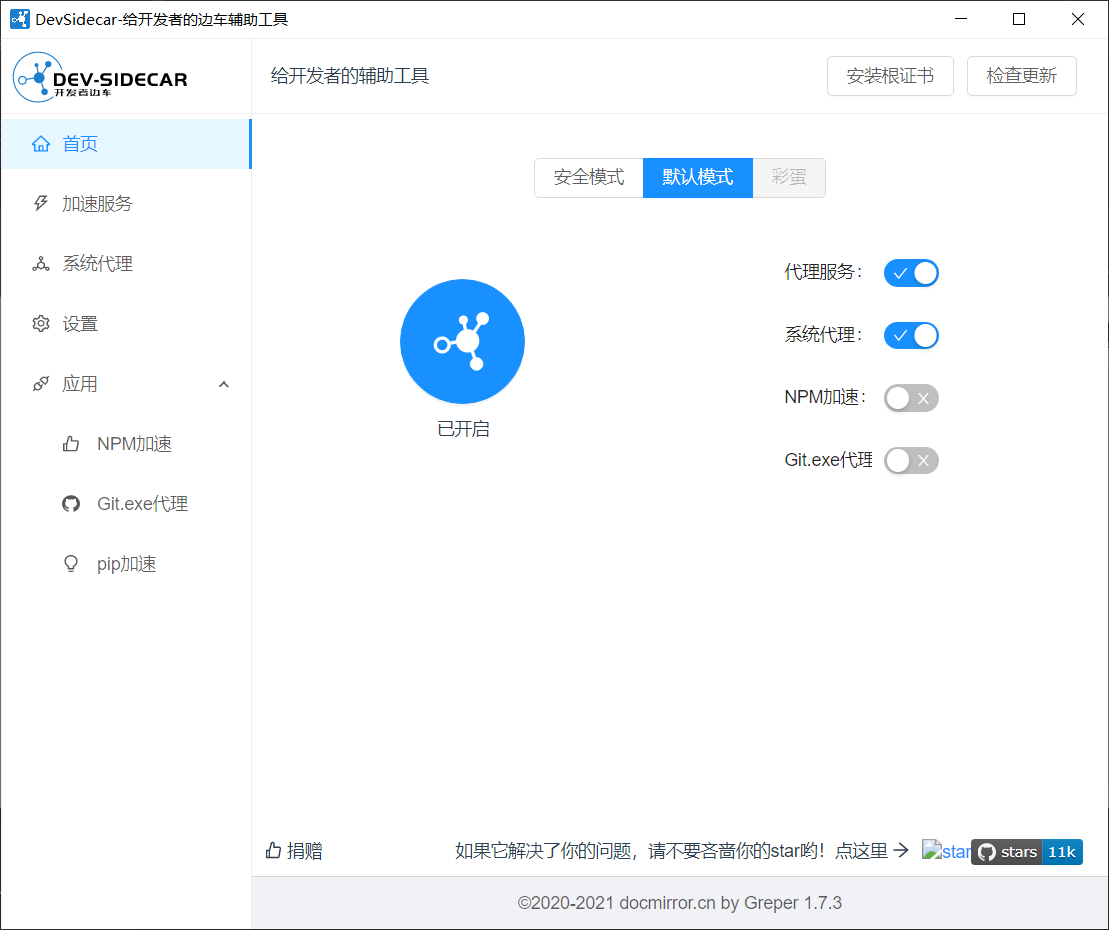 DevSidecar-给开发者的边车辅助工具
DEV-SIDECAR
开发者边车
给开发者的辅助工具
安装根证书
检查更新
首页
加速服务
系统代理
设置
应用
NPM加速
Git.exe代理
pip加速
安全模式
默认模式
彩蛋
已开启
代理服务：
系统代理：
NPM加速：
Git.exe代理
捐赠
如果它解决了你的问题，请不要吝啬你的star哟！点这里
star
stars 11k
©2020-2021 docmirror.cn by Greper 1.7.3